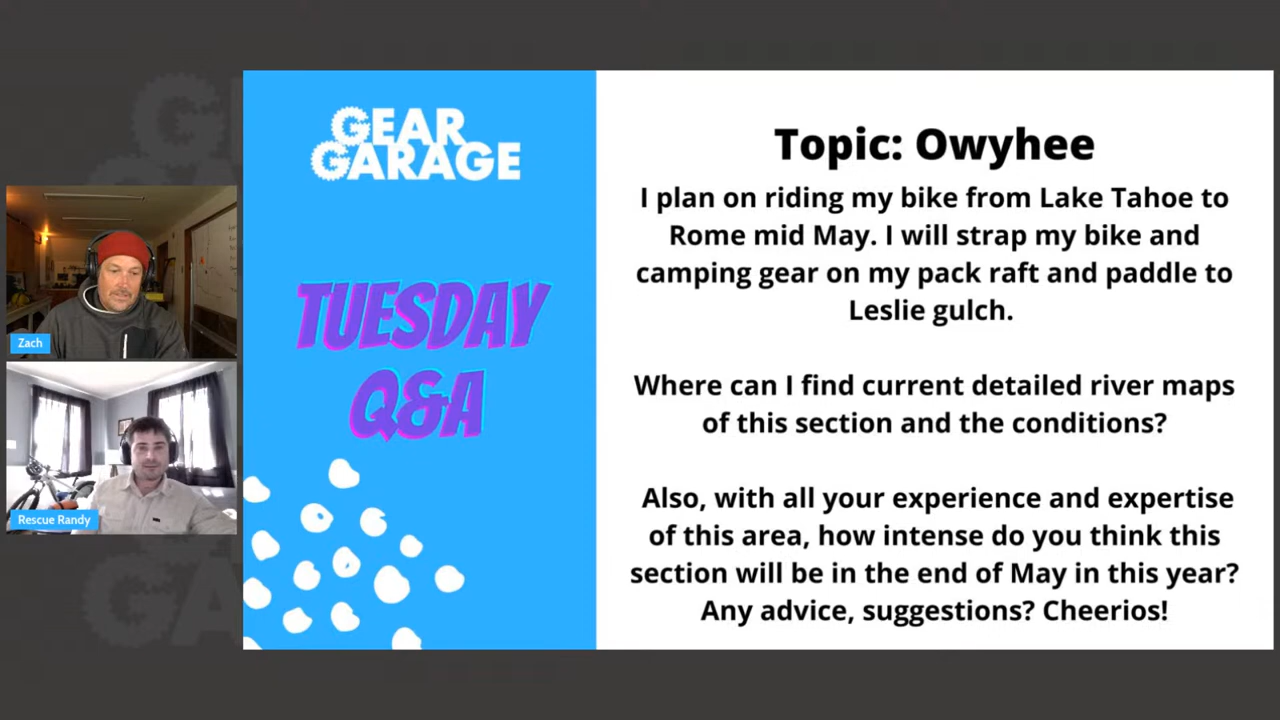 GEAR
GARAGE
TUESDAY
Q&A
Zach
Rescue Randy
Topic: Owyhee
I plan on riding my bike from Lake Tahoe to
Rome mid May. I will strap my bike and
camping gear on my pack raft and paddle to
Leslie gulch.
Where can I find current detailed river maps
of this section and the conditions?
Also, with all your experience and expertise
of this area, how intense do you think this
section will be in the end of May in this year?
Any advice, suggestions? Cheerios!